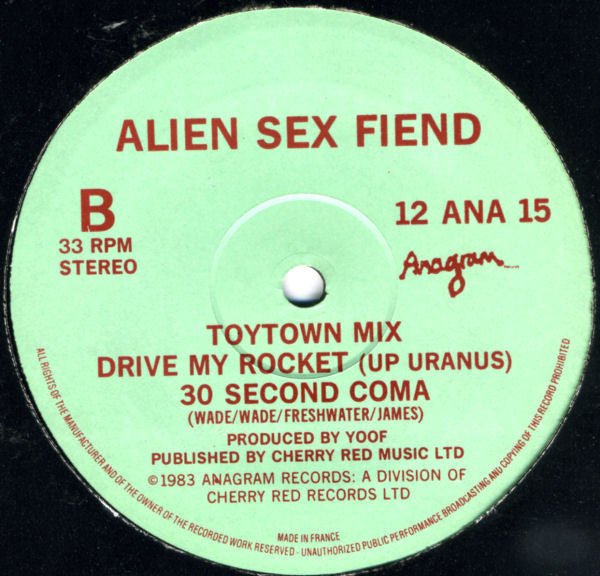 ALIEN SEX FIEND
B
33 RPM
STEREO
12 ANA 15
Anagram
TOYTOWN MIX
DRIVE MY ROCKET (UP URANUS)
30 SECOND COMA
(WADE/WADE/FRESHWATER/JAMES)
PRODUCED BY YOOF
PUBLISHED BY CHERRY RED MUSIC LTD
©1983 ANAGRAM RECORDS: A DIVISION OF
CHERRY RED RECORDS LTD
ALL RIGHTS OF THE MANUFACTURER AND OF THE OWNER OF THE RECORDED WORK RESERVED - UNAUTHORIZED PUBLIC PERFORMANCE BROADCASTING AND COPYING OF THIS RECORD PROHIBITED
MADE IN FRANCE